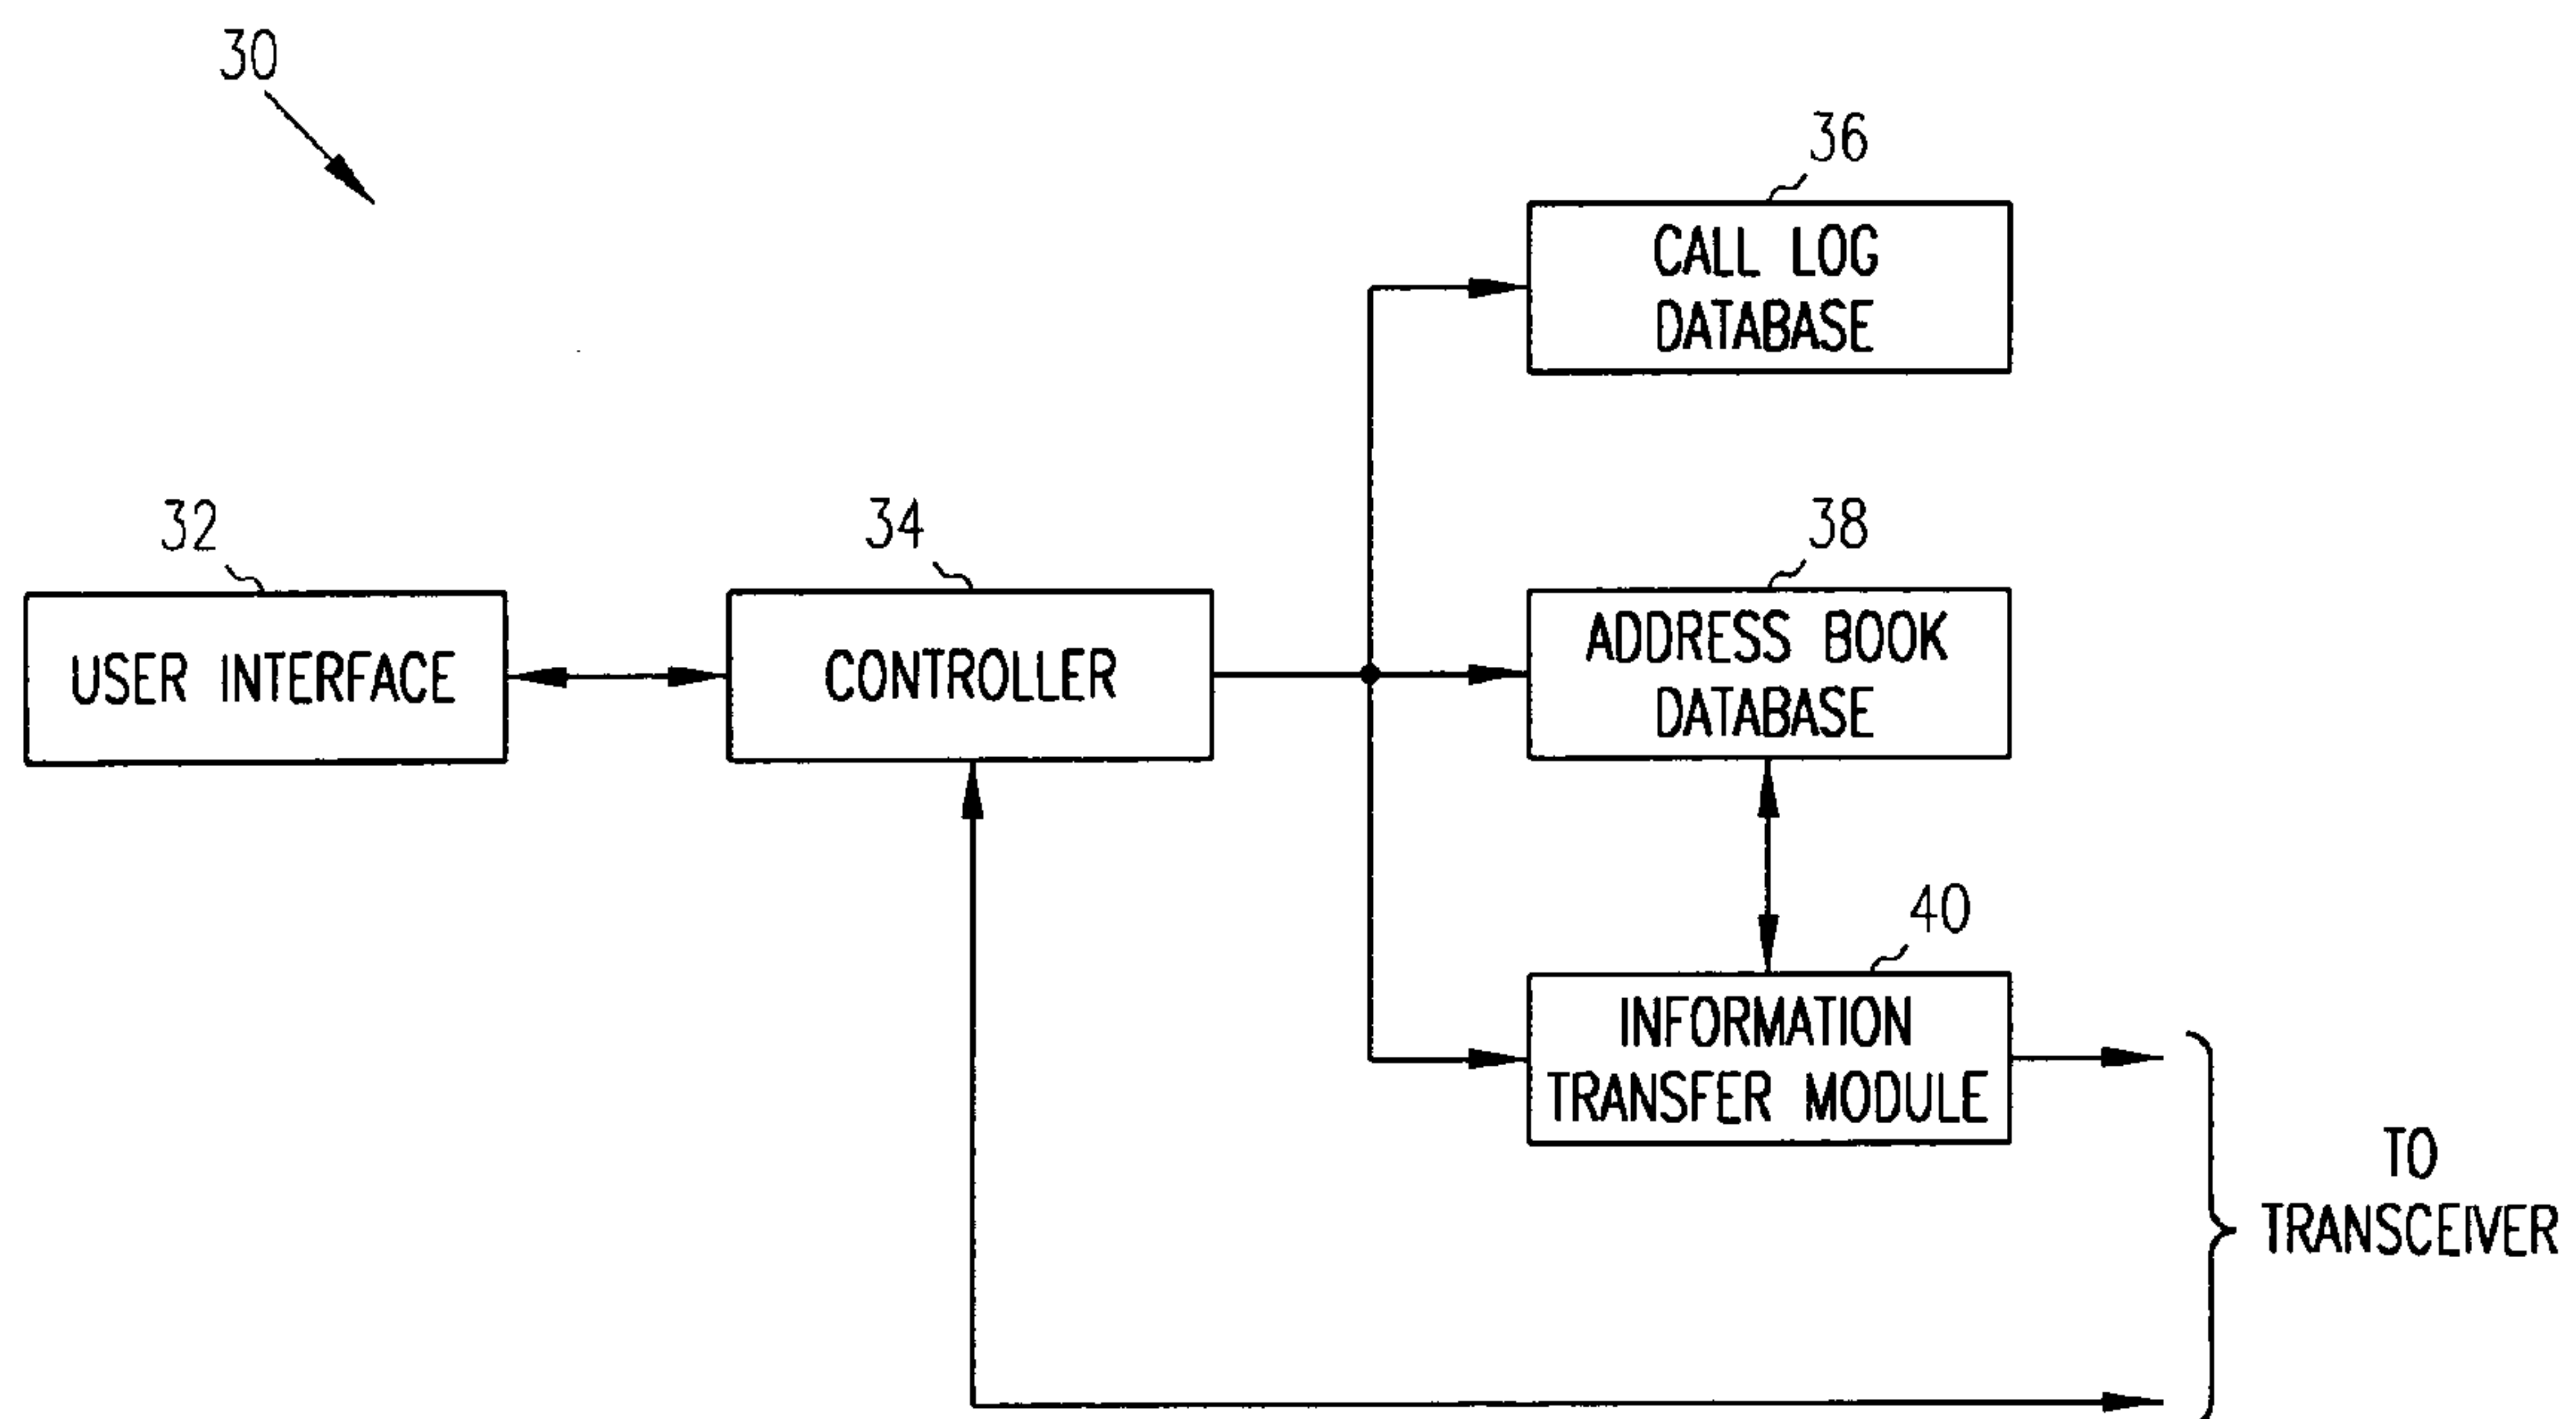 30
36
CALL LOG
DATABASE
32
34
38
USER INTERFACE
CONTROLLER
ADDRESS BOOK
DATABASE
40
INFORMATION
TRANSFER MODULE
TO
TRANSCEIVER